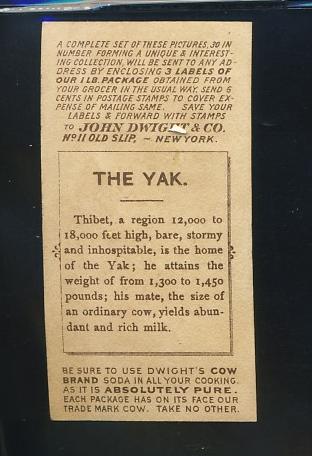 A COMPLETE SET OF THESE PICTURES, 30 IN
NUMBER FORMING A UNIQUE & INTEREST-
ING COLLECTION, WILL BE SENT TO ANY AD-
DRESS BY ENCLOSING 3 LABELS OF
OUR 1 LB. PACKAGE OBTAINED FROM
YOUR GROCER IN THE USUAL WAY. SEND 6
CENTS IN POSTAGE STAMPS TO COVER EX-
PENSE OF MAILING SAME. SAVE YOUR
LABELS & FORWARD WITH STAMPS
TO JOHN DWIGHT & CO.
No 11 OLD SLIP, ~ NEW YORK.
THE YAK.
Thibet, a region 12,000 to
18,000 feet high, bare, stormy
and inhospitable, is the home
of the Yak; he attains the
weight of from 1,300 to 1,450
pounds; his mate, the size of
an ordinary cow, yields abun-
dant and rich milk.
BE SURE TO USE DWIGHT'S COW
BRAND SODA IN ALL YOUR COOKING.
AS IT IS ABSOLUTELY PURE.
EACH PACKAGE HAS ON ITS FACE OUR
TRADE MARK COW. TAKE NO OTHER.